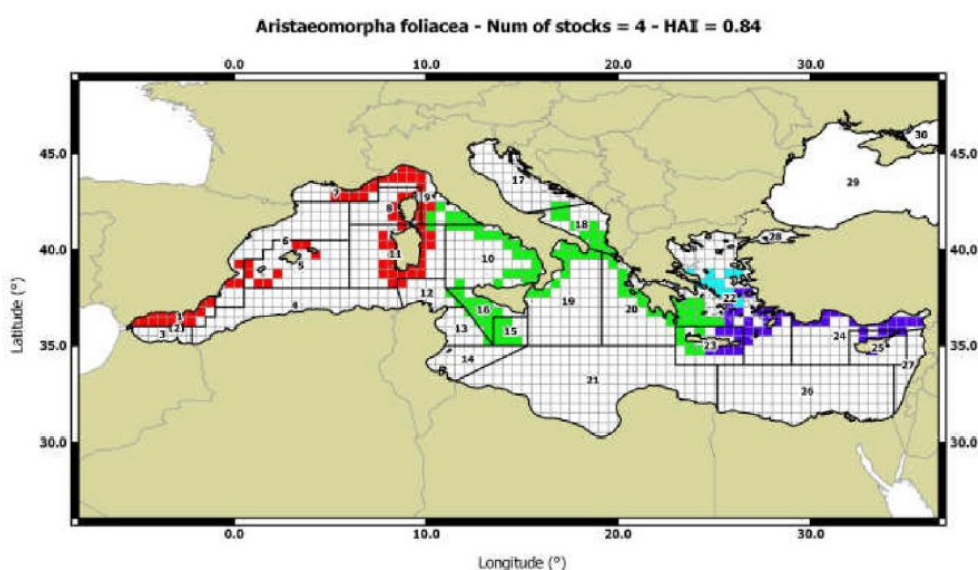 Aristaeomorpha foliacea - Num of stocks = 4 - HAI = 0.84
0.0 10.0 20.0 30.0
30
45.0 17 29 45.0
7
8 9
18
28
40.0 6 40.0
11 10
5
4 12 19 20 22
16
1
2
3 13 15 24
35.0 23 25 35.0
14 27
21 26
30.0 30.0
0.0 10.0 20.0 30.0
Latitude (°)
Longitude (°)